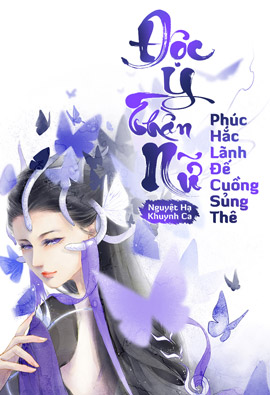 Độc
Y
Thần
Nữ
Phúc
Hắc
Lãnh
Đế
Cuồng
Sủng
Thê
Nguyệt Hạ
Khuynh Ca